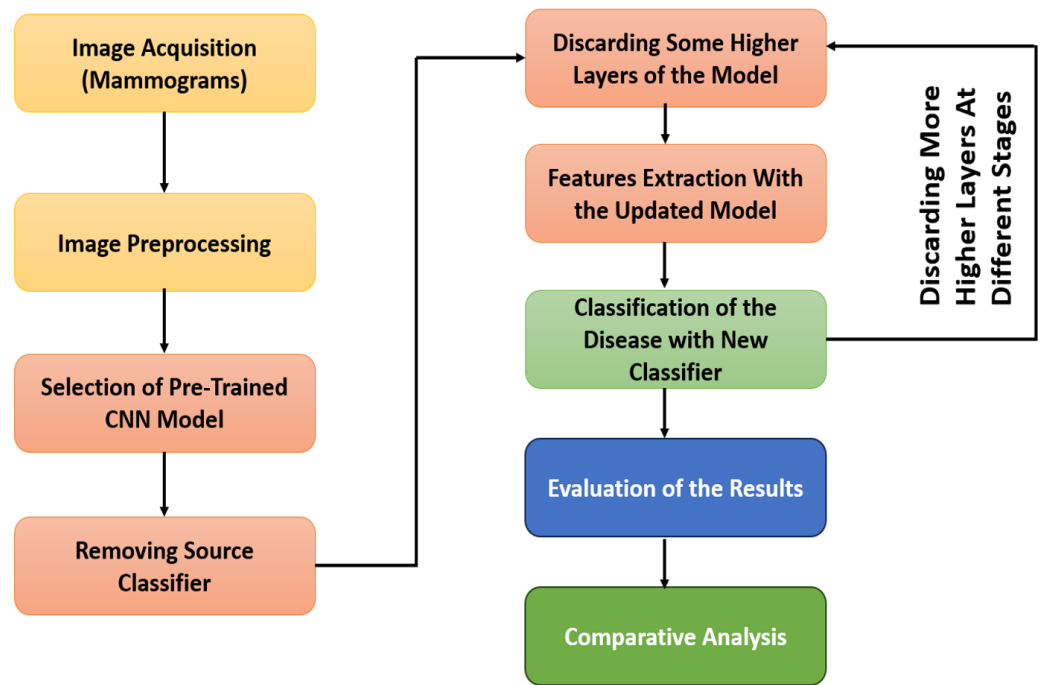 Image Acquisition
(Mammograms)
Image Preprocessing
Selection of Pre-Trained
CNN Model
Removing Source
Classifier
Discarding Some Higher
Layers of the Model
Features Extraction With
the Updated Model
Classification of the
Disease with New
Classifier
Discarding More
Higher Layers At
Different Stages
Evaluation of the Results
Comparative Analysis